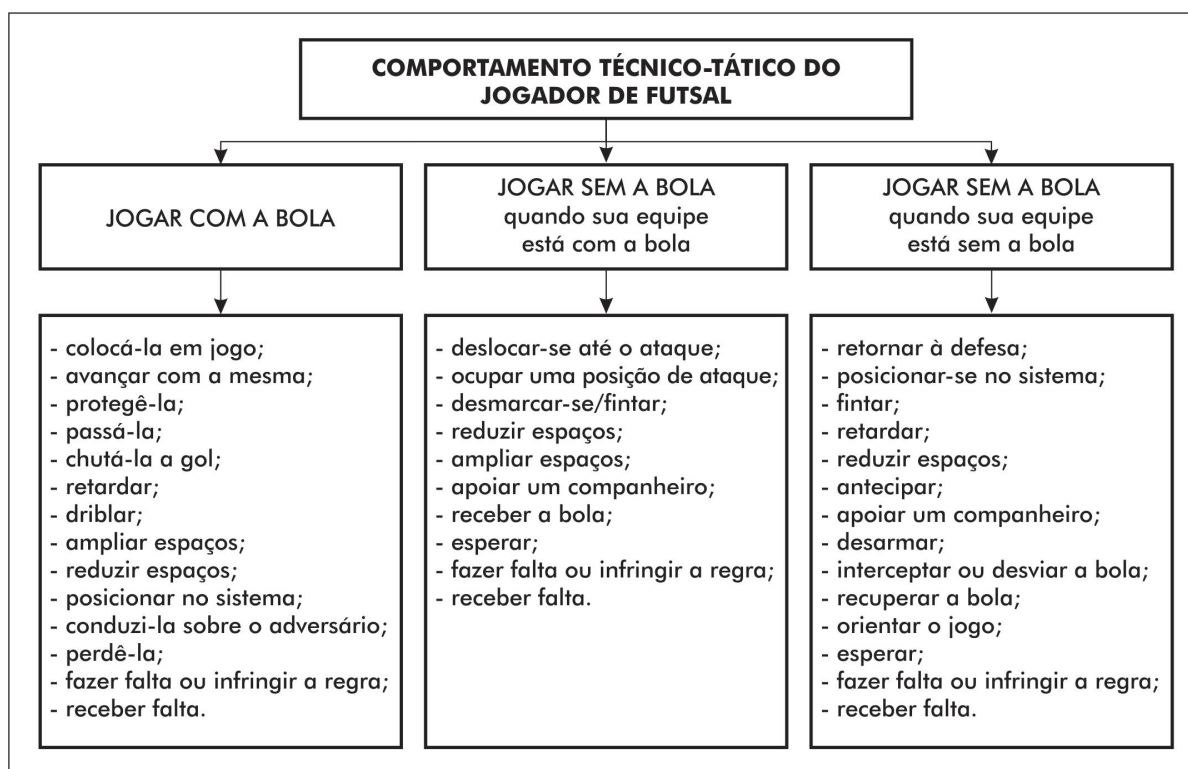 COMPORTAMENTO TÉCNICO-TÁTICO DO
JOGADOR DE FUTSAL
JOGAR COM A BOLA
JOGAR SEM A BOLA
quando sua equipe
está com a bola
JOGAR SEM A BOLA
quando sua equipe
está sem a bola
- colocá-la em jogo;
- avançar com a mesma;
- protegê-la;
- passá-la;
- chutá-la a gol;
- retardar;
- driblar;
- ampliar espaços;
- reduzir espaços;
- posicionar no sistema;
- conduzi-la sobre o adversário;
- perdê-la;
- fazer falta ou infringir a regra;
- receber falta.
- deslocar-se até o ataque;
- ocupar uma posição de ataque;
- desmarcar-se/fintar;
- reduzir espaços;
- ampliar espaços;
- apoiar um companheiro;
- receber a bola;
- esperar;
- fazer falta ou infringir a regra;
- receber falta.
- retornar à defesa;
- posicionar-se no sistema;
- fintar;
- retardar;
- reduzir espaços;
- antecipar;
- apoiar um companheiro;
- desarmar;
- interceptar ou desviar a bola;
- recuperar a bola;
- orientar o jogo;
- esperar;
- fazer falta ou infringir a regra;
- receber falta.